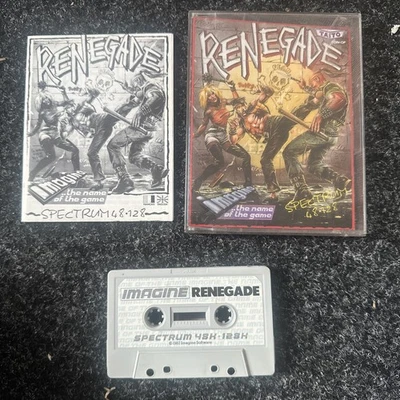 RENEGADE
Imagine
...the name
of the game
SPECTRUM 48·128
TAITO
RENEGADE
Imagine
...the name
of the game
SPECTRUM
48·128
IMAGINE RENEGADE
SPECTRUM 48K·128K